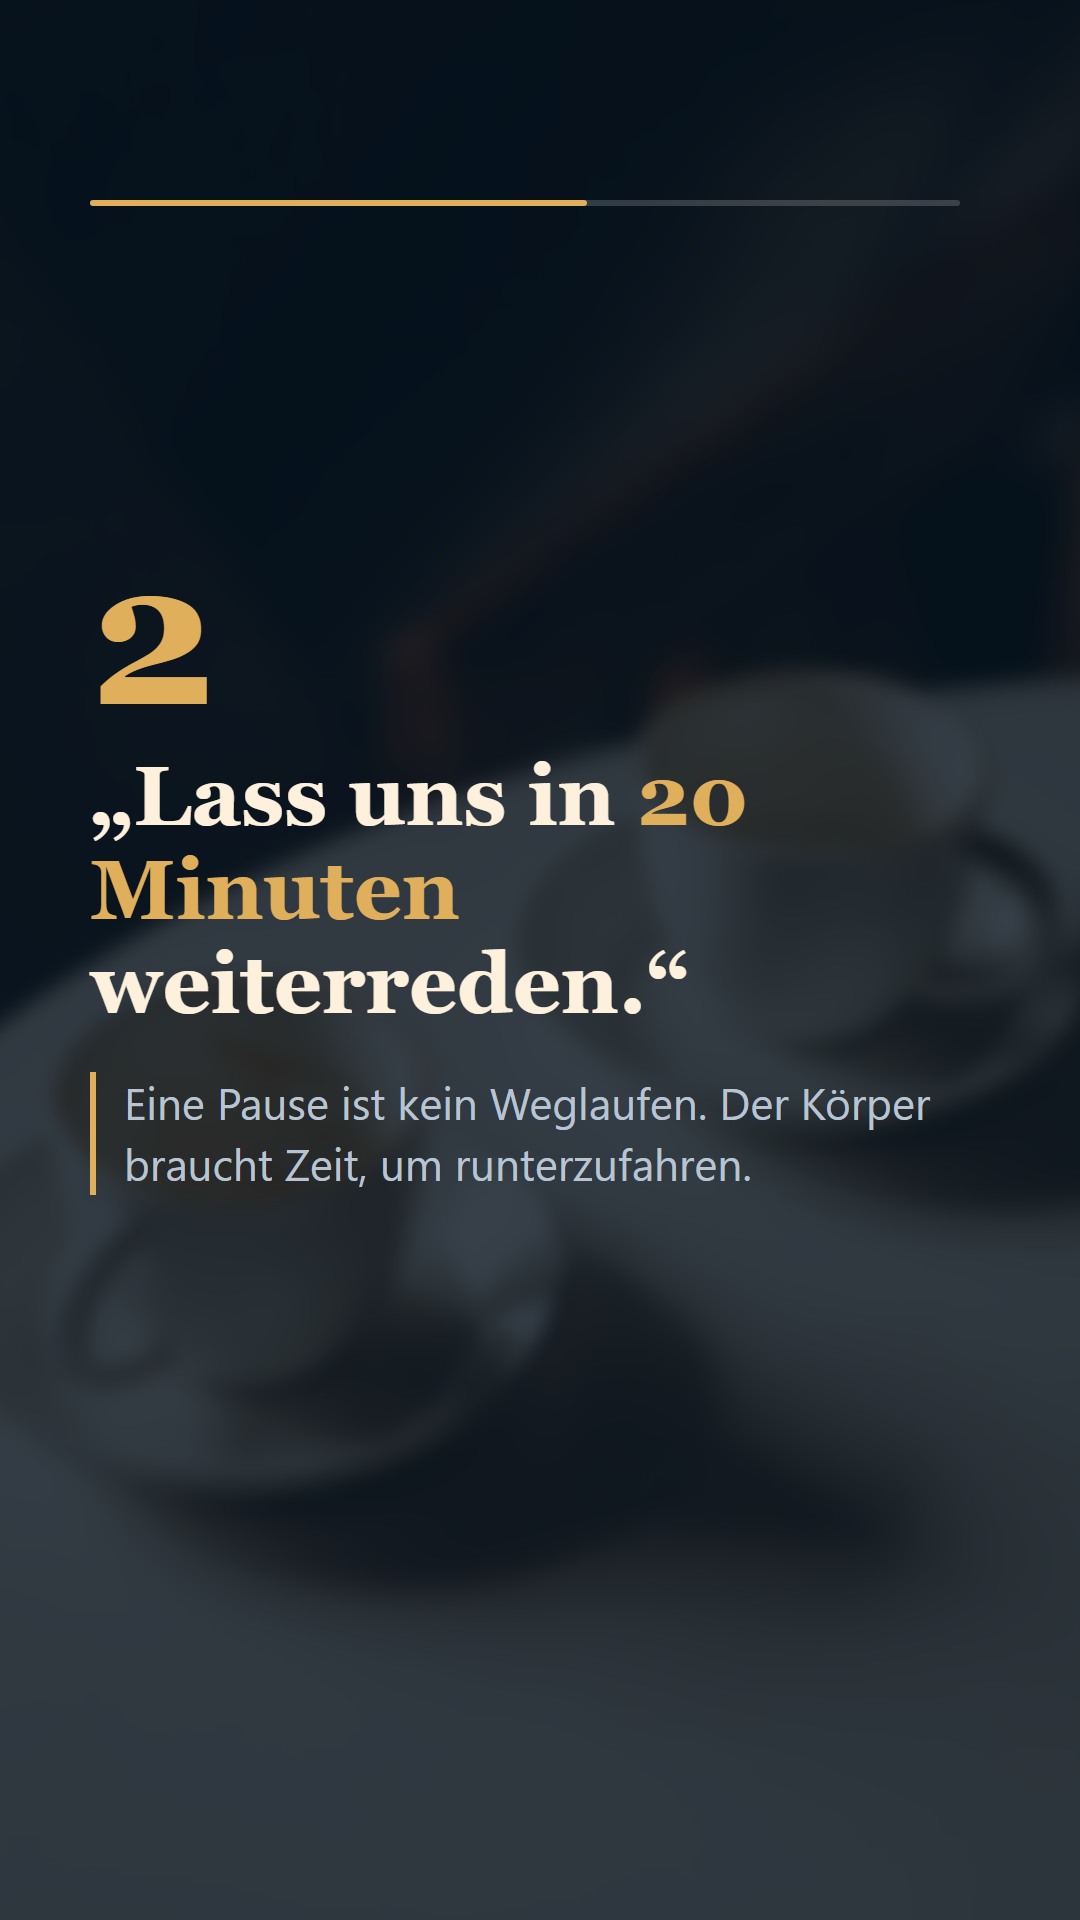 2
„Lass uns in 20
Minuten
weiterreden.“
Eine Pause ist kein Weglaufen. Der Körper
braucht Zeit, um runterzufahren.